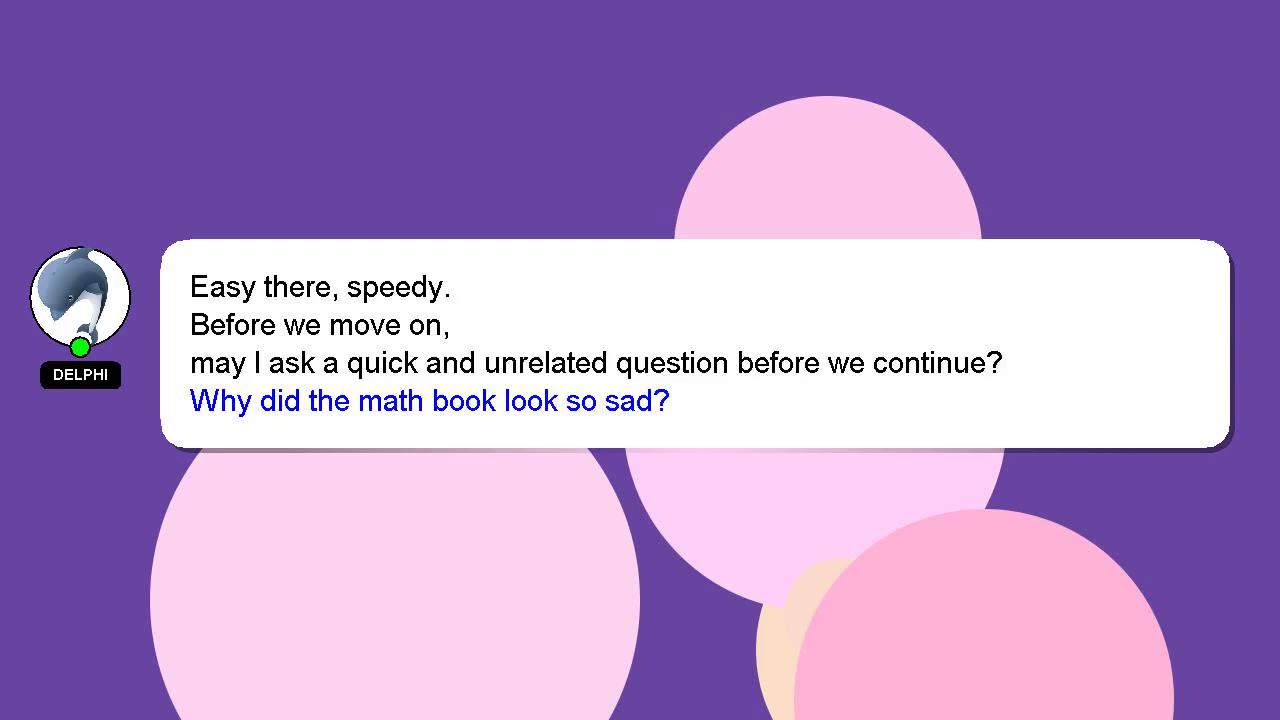 Easy there, speedy.
Before we move on,
may I ask a quick and unrelated question before we continue?
Why did the math book look so sad?
DELPHI